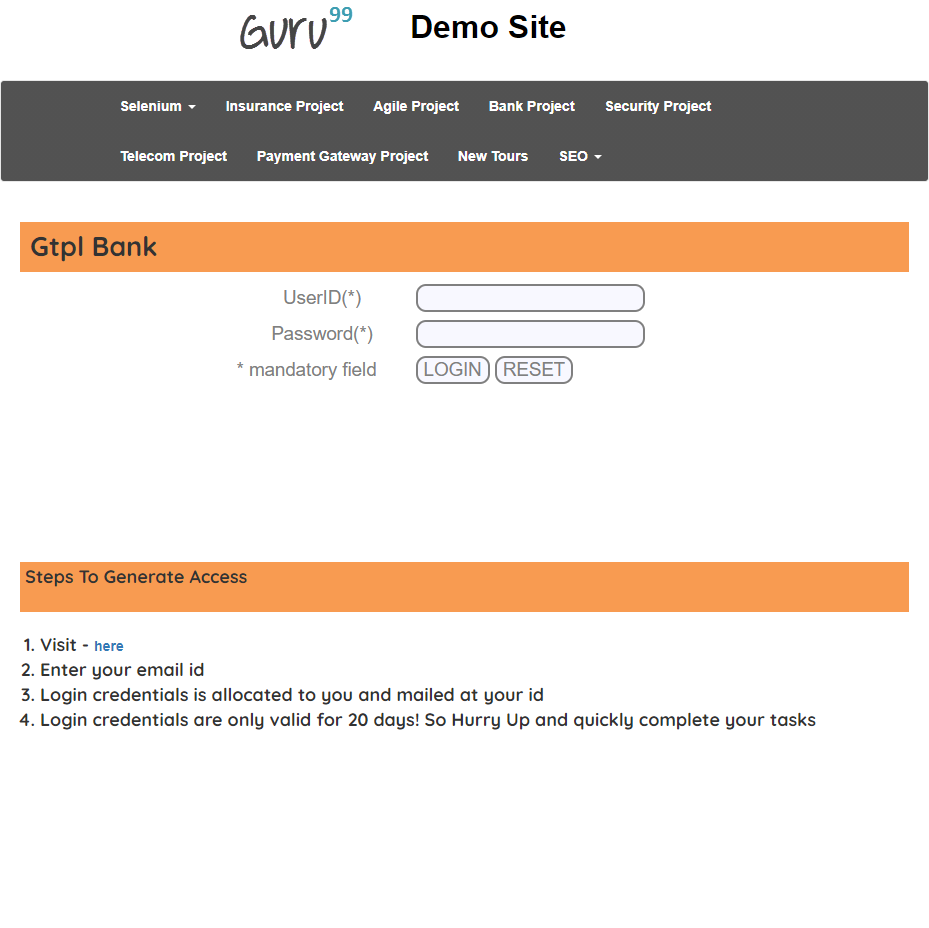 Guru99 Demo Site
Selenium Insurance Project Agile Project Bank Project Security Project
Telecom Project Payment Gateway Project New Tours SEO
Gtpl Bank
UserID(*)
Password(*)
* mandatory field LOGIN RESET
Steps To Generate Access
1. Visit - here
2. Enter your email id
3. Login credentials is allocated to you and mailed at your id
4. Login credentials are only valid for 20 days! So Hurry Up and quickly complete your tasks